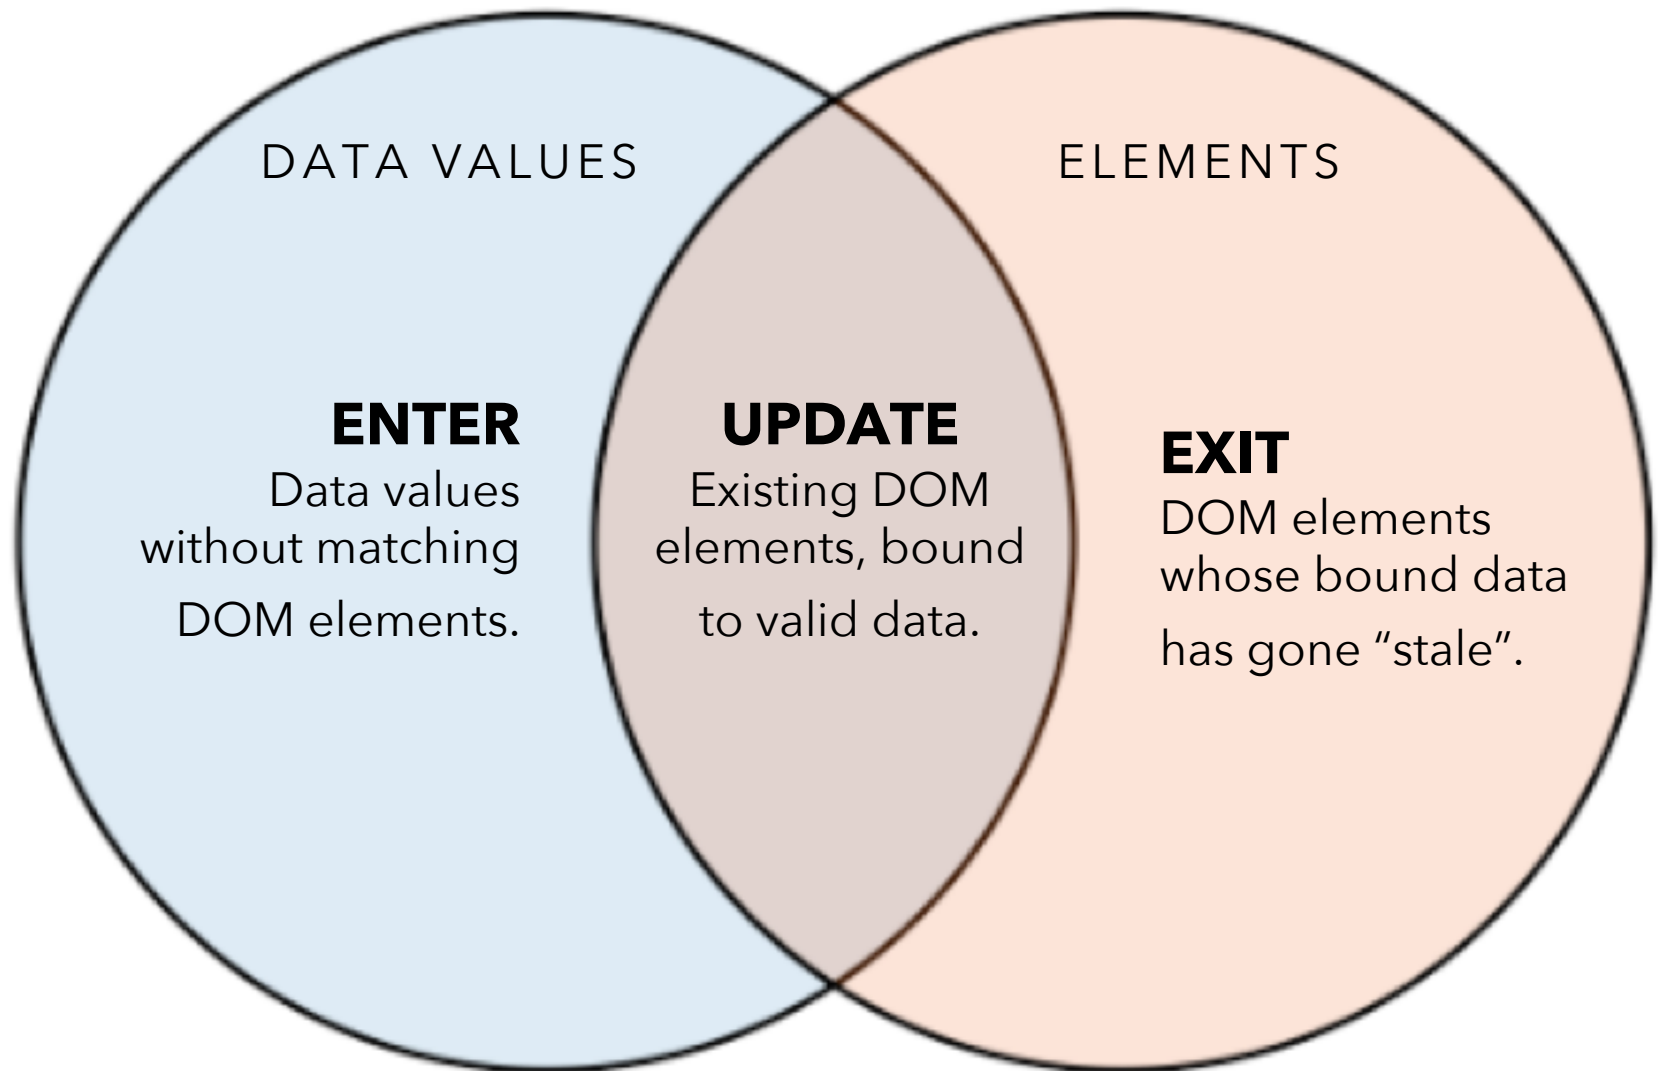 DATA VALUES
ELEMENTS
ENTER
Data values
without matching
DOM elements.
UPDATE
Existing DOM
elements, bound
to valid data.
EXIT
DOM elements
whose bound data
has gone “stale”.